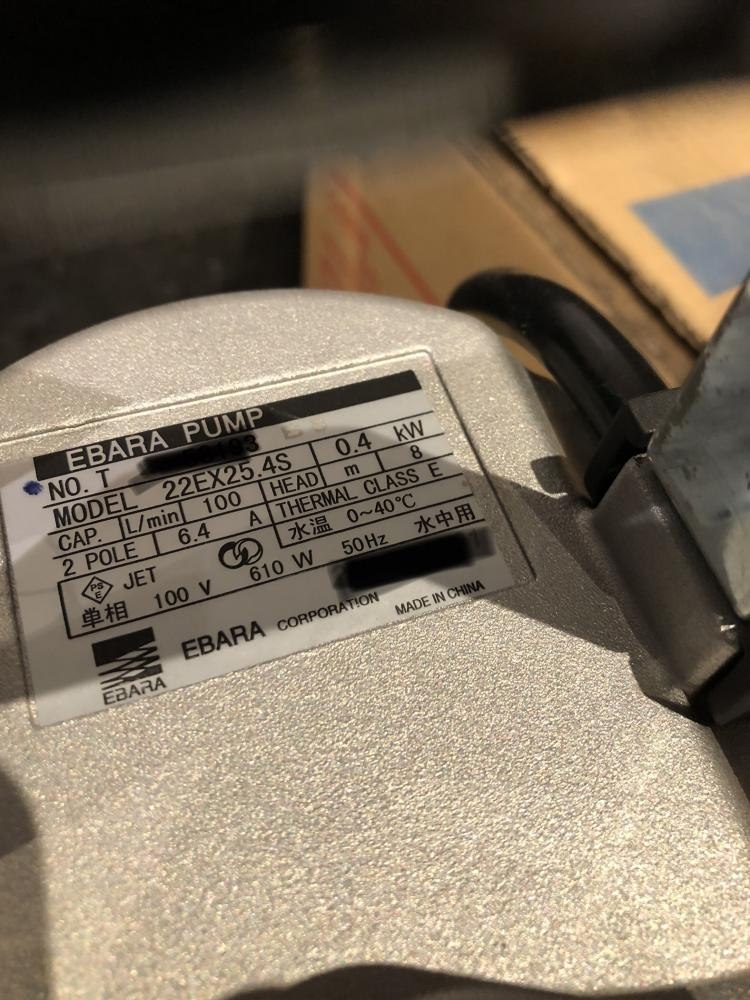 EBARA PUMP
NO. T
MODEL 22EX25.4S 0.4 kW
CAP. L/min 100 HEAD m 8
2 POLE 6.4 A THERMAL CLASS E
水温 0~40℃ 水中用
PS E JET 610 W 50Hz
单相 100 V
EBARA CORPORATION MADE IN CHINA
EBARA